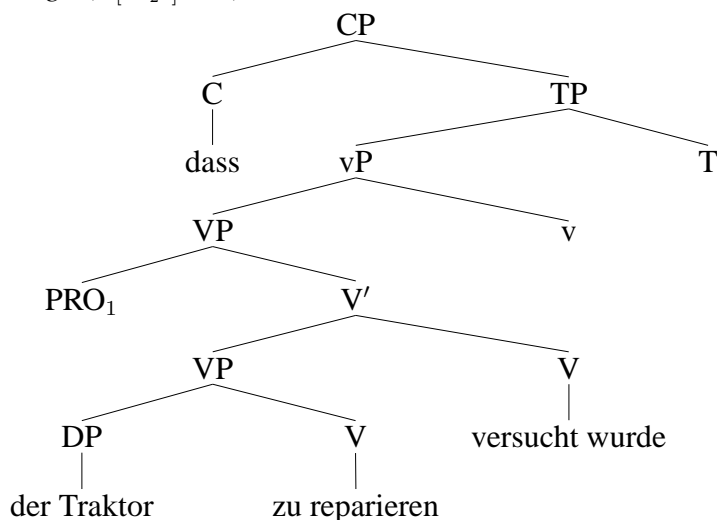 CP
C TP
dass vP T
VP v
PRO₁ V′
VP V
DP V versucht wurde
der Traktor zu reparieren